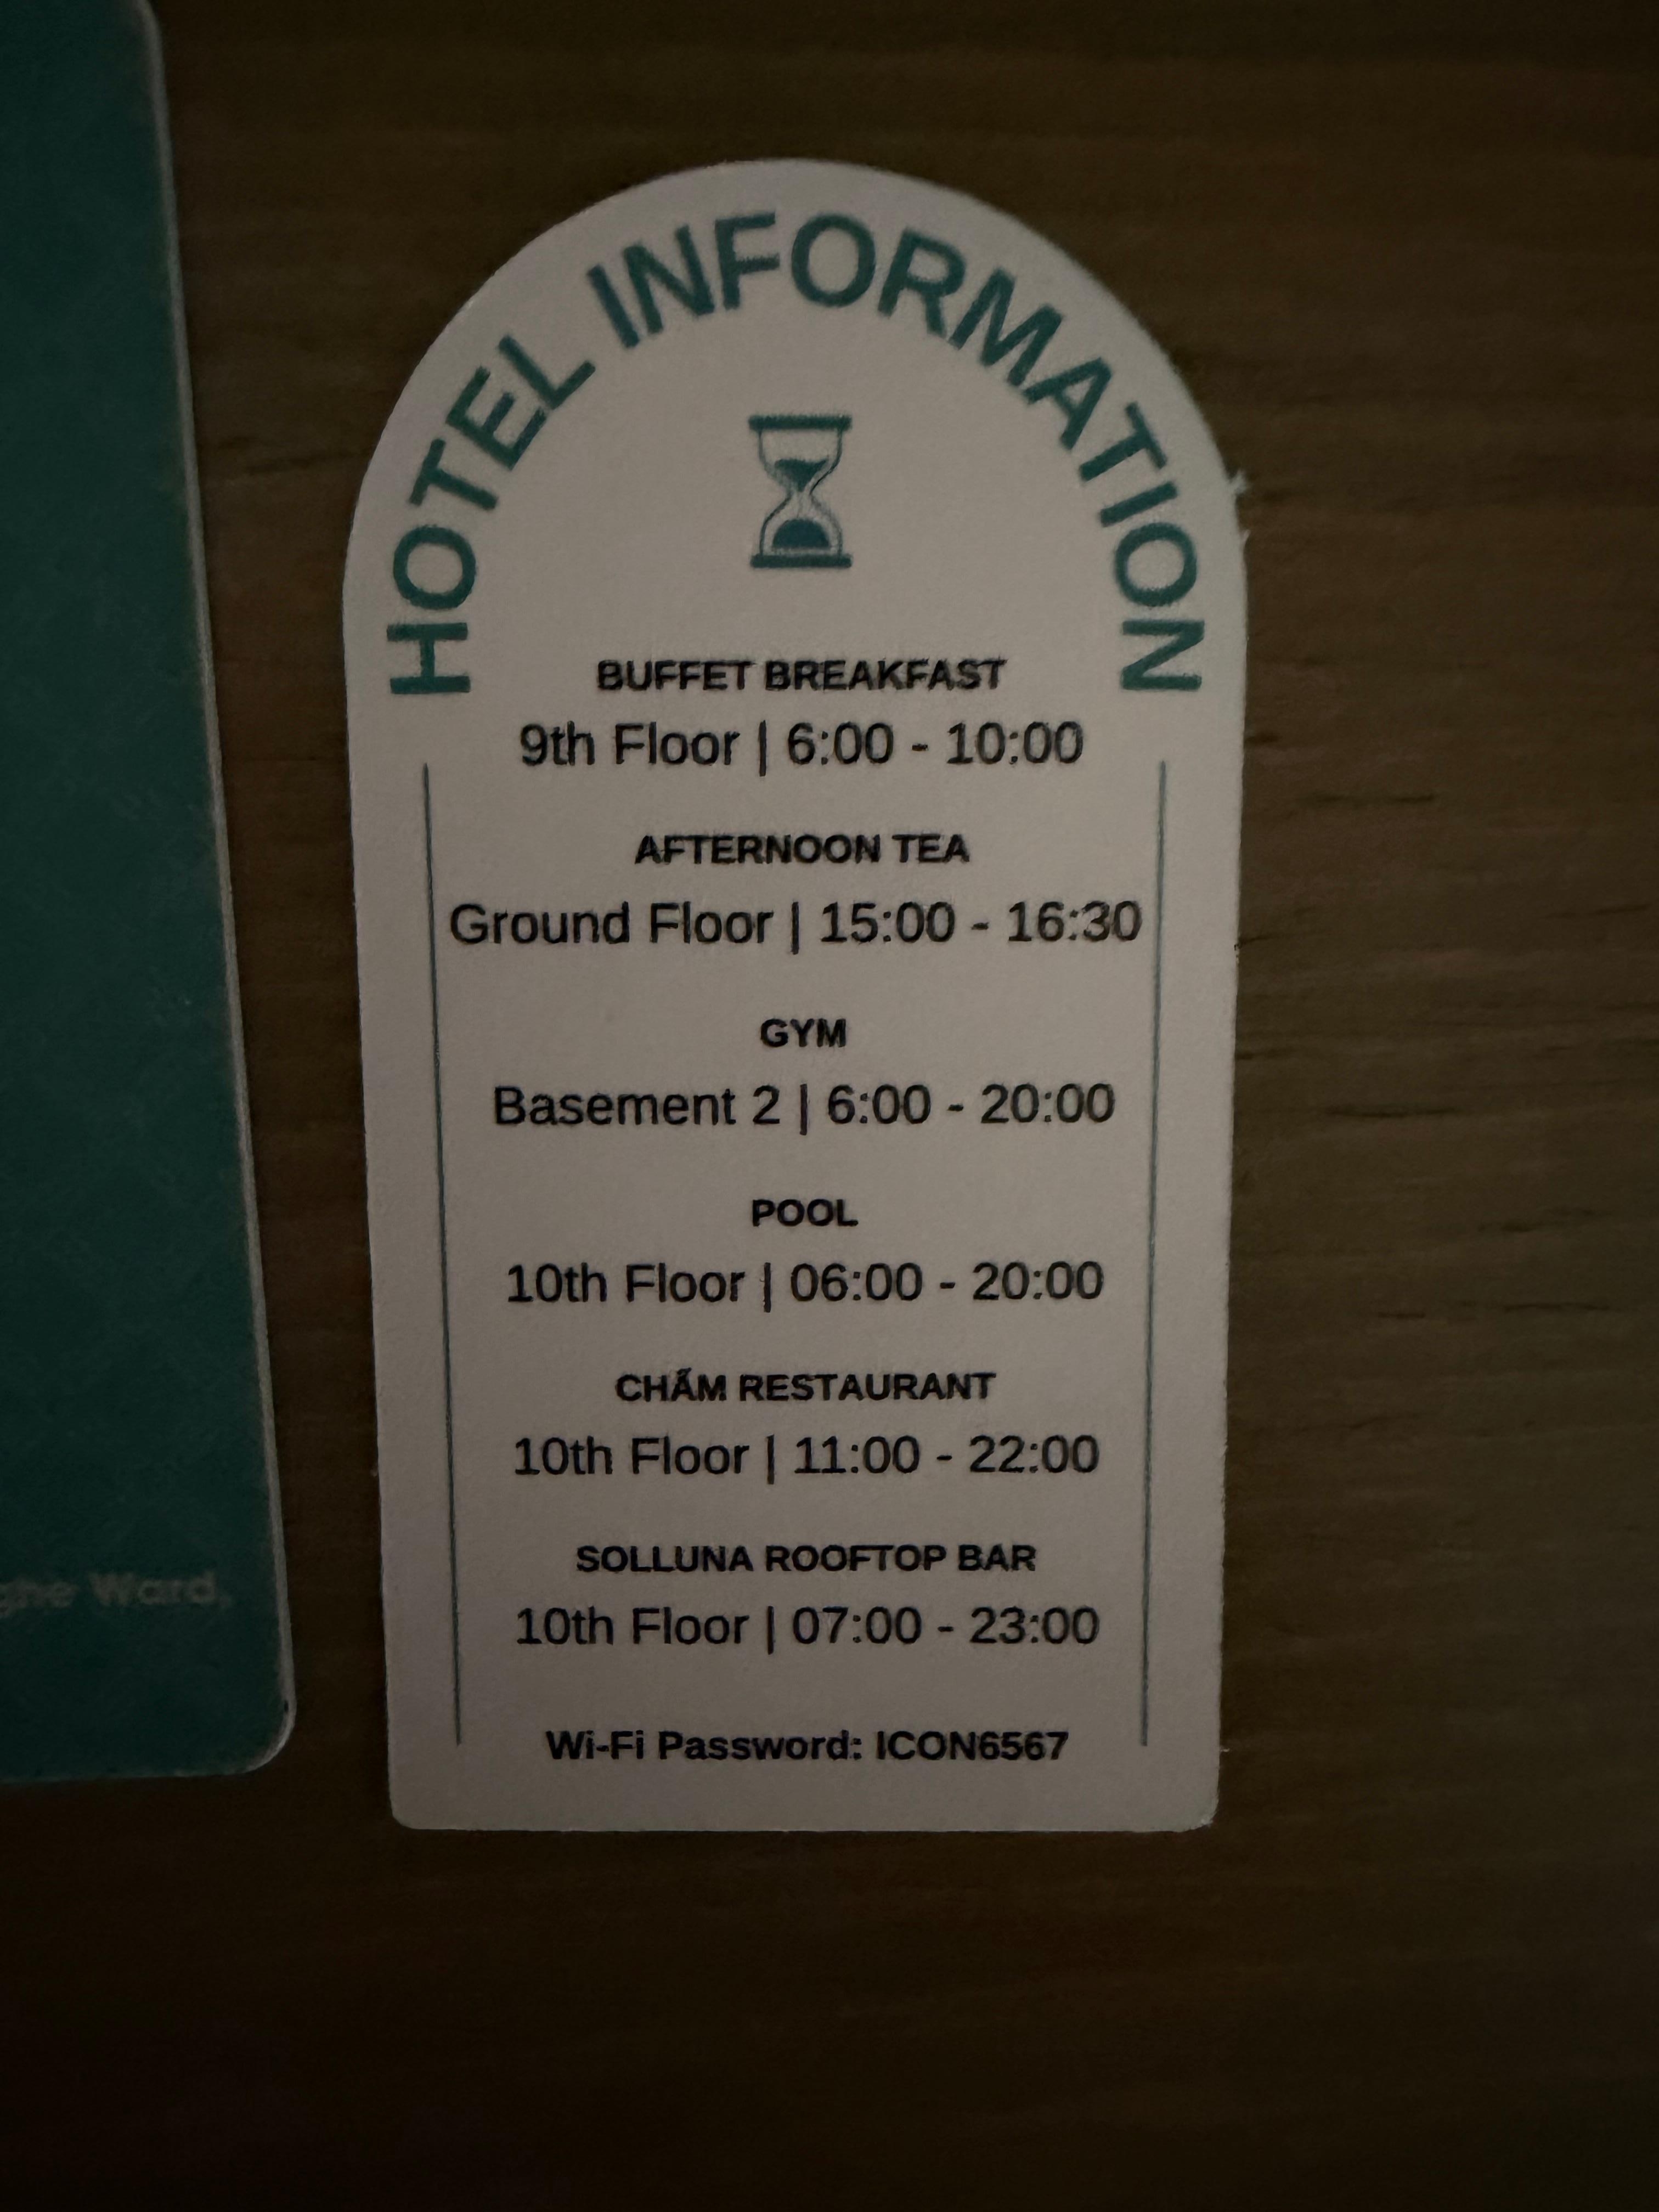 HOTEL INFORMATION
BUFFET BREAKFAST
9th Floor | 6:00 - 10:00
AFTERNOON TEA
Ground Floor | 15:00 - 16:30
GYM
Basement 2 | 6:00 - 20:00
POOL
10th Floor | 06:00 - 20:00
CHẤM RESTAURANT
10th Floor | 11:00 - 22:00
SOLLUNA ROOFTOP BAR
10th Floor | 07:00 - 23:00
Wi-Fi Password: ICON6567
Ward,